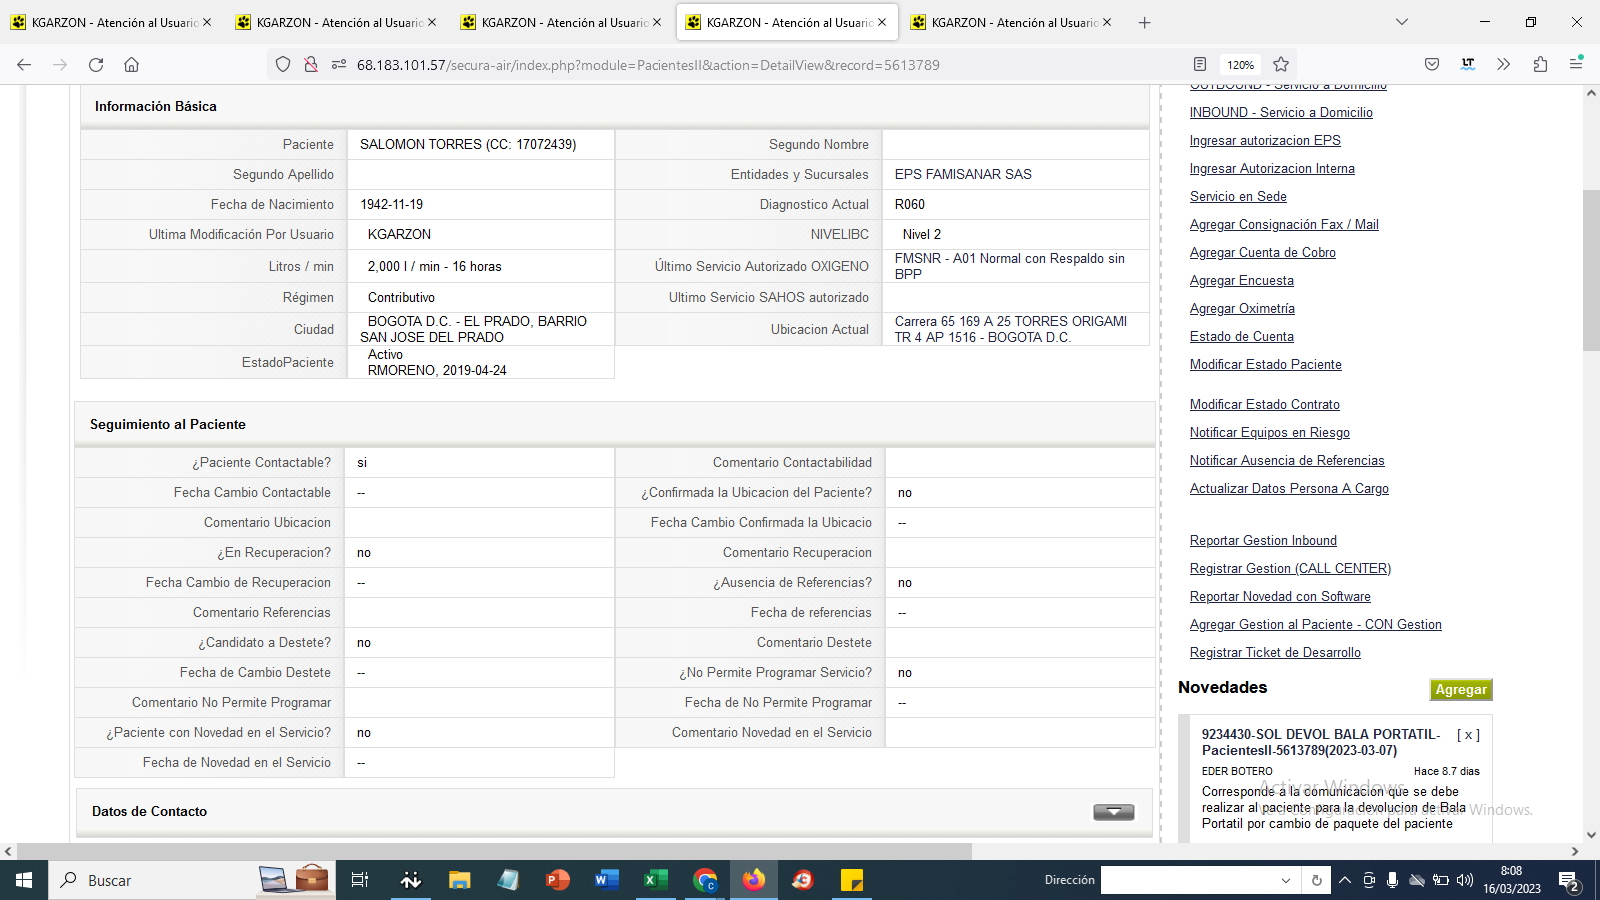 KGARZON - Atención al Usuario
KGARZON - Atención al Usuario
KGARZON - Atención al Usuario
KGARZON - Atención al Usuario
KGARZON - Atención al Usuario
68.183.101.57/secura-air/index.php?module=PacientesII&action=DetailView&record=5613789
120%
LT
Información Básica
Paciente SALOMON TORRES (CC: 17072439) Segundo Nombre
Segundo Apellido Entidades y Sucursales EPS FAMISANAR SAS
Fecha de Nacimiento 1942-11-19 Diagnostico Actual R060
Ultima Modificación Por Usuario KGARZON NIVELIBC Nivel 2
Litros / min 2,000 l / min - 16 horas Último Servicio Autorizado OXIGENO FMSNR - A01 Normal con Respaldo sin
BPP
Régimen Contributivo Ultimo Servicio SAHOS autorizado
Ciudad BOGOTA D.C. - EL PRADO, BARRIO
SAN JOSE DEL PRADO
Ubicacion Actual Carrera 65 169 A 25 TORRES ORIGAMI
TR 4 AP 1516 - BOGOTA D.C.
EstadoPaciente Activo
RMORENO, 2019-04-24
Seguimiento al Paciente
¿Paciente Contactable? si Comentario Contactabilidad
Fecha Cambio Contactable -- ¿Confirmada la Ubicacion del Paciente? no
Comentario Ubicacion Fecha Cambio Confirmada la Ubicacio --
¿En Recuperacion? no Comentario Recuperacion
Fecha Cambio de Recuperacion -- ¿Ausencia de Referencias? no
Comentario Referencias Fecha de referencias --
¿Candidato a Destete? no Comentario Destete
Fecha de Cambio Destete -- ¿No Permite Programar Servicio? no
Comentario No Permite Programar Fecha de No Permite Programar --
¿Paciente con Novedad en el Servicio? no Comentario Novedad en el Servicio
Fecha de Novedad en el Servicio --
Datos de Contacto
OUTBOUND - Servicio a Domicilio
INBOUND - Servicio a Domicilio
Ingresar autorizacion EPS
Ingresar Autorizacion Interna
Servicio en Sede
Agregar Consignación Fax / Mail
Agregar Cuenta de Cobro
Agregar Encuesta
Agregar Oximetría
Estado de Cuenta
Modificar Estado Paciente
Modificar Estado Contrato
Notificar Equipos en Riesgo
Notificar Ausencia de Referencias
Actualizar Datos Persona A Cargo
Reportar Gestion Inbound
Registrar Gestion (CALL CENTER)
Reportar Novedad con Software
Agregar Gestion al Paciente - CON Gestion
Registrar Ticket de Desarrollo
Novedades Agregar
9234430-SOL DEVOL BALA PORTATIL- [ x ]
PacientesII-5613789(2023-03-07)
EDER BOTERO Hace 8.7 dias
Corresponde a la comunicacion que se debe
realizar al paciente para la devolucion de Bala
Portatil por cambio de paquete del paciente
Activar Windows
Ve a Configuración para activar Windows.
Buscar
Dirección
8:08
16/03/2023
2